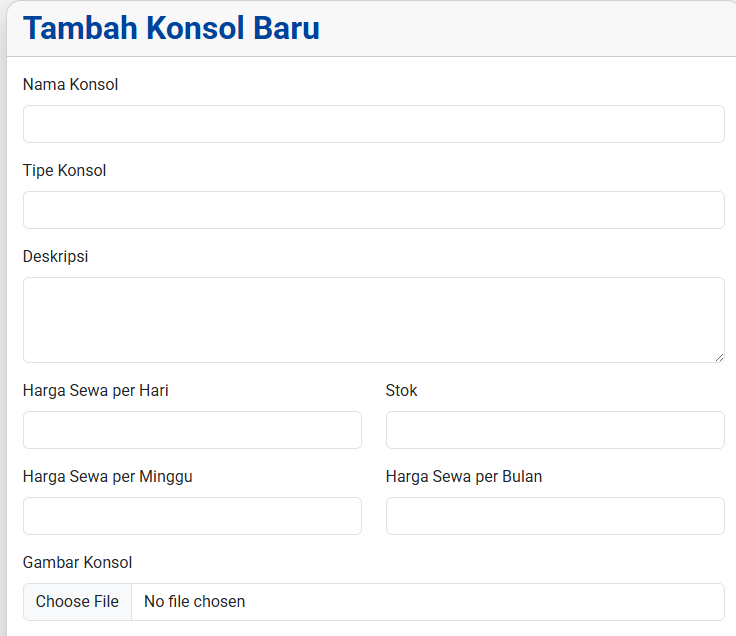 Tambah Konsol Baru
Nama Konsol
Tipe Konsol
Deskripsi
Harga Sewa per Hari
Stok
Harga Sewa per Minggu
Harga Sewa per Bulan
Gambar Konsol
Choose File No file chosen